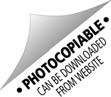 • PHOTOCOPIABLE •
CAN BE DOWNLOADED
FROM WEBSITE